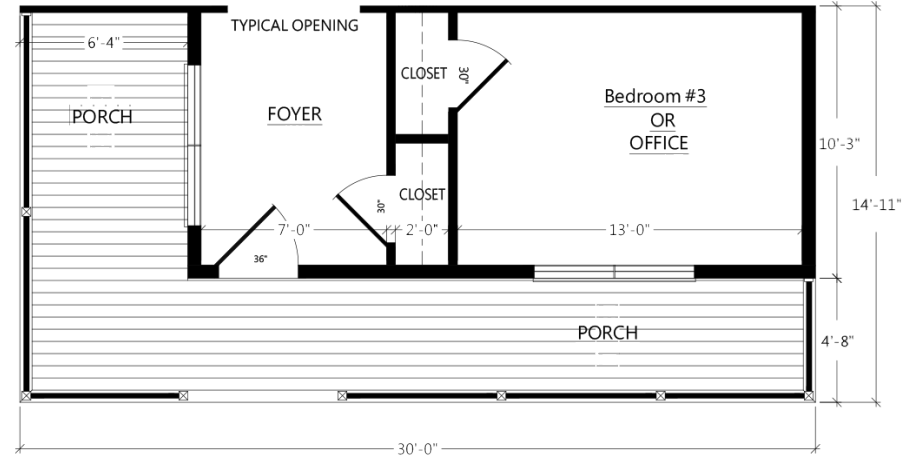 TYPICAL OPENING
6'-4"
CLOSET
30"
Bedroom #3
OR
OFFICE
PORCH
FOYER
10'-3"
CLOSET
30"
14'-11"
7'-0"
2'-0"
13'-0"
36"
PORCH
4'-8"
30'-0"